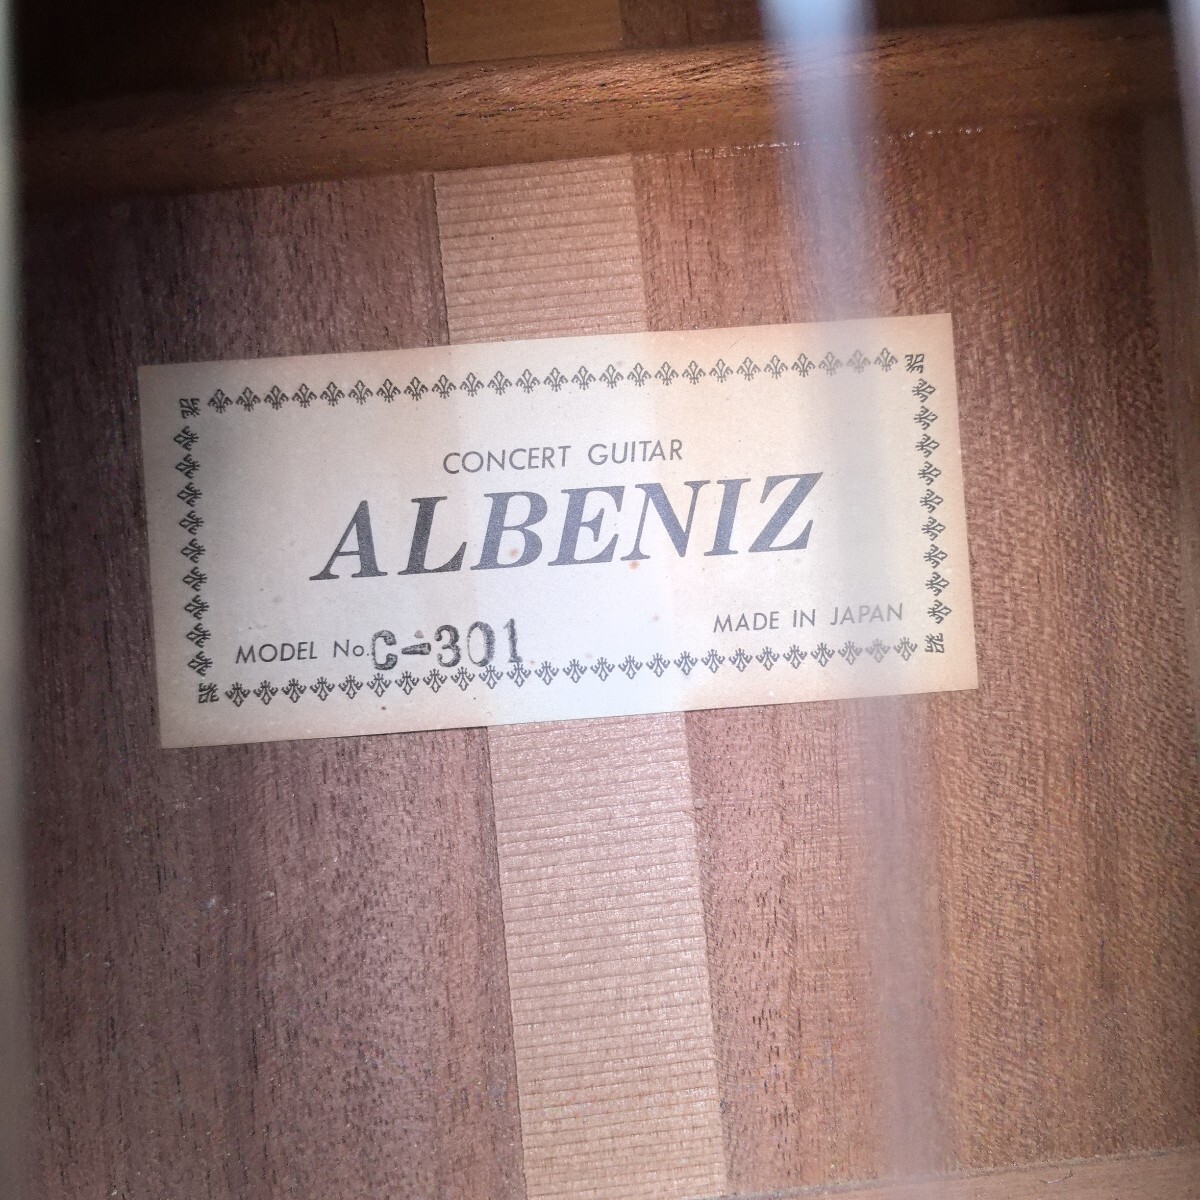 CONCERT GUITAR
ALBENIZ
MODEL No. C-301
MADE IN JAPAN